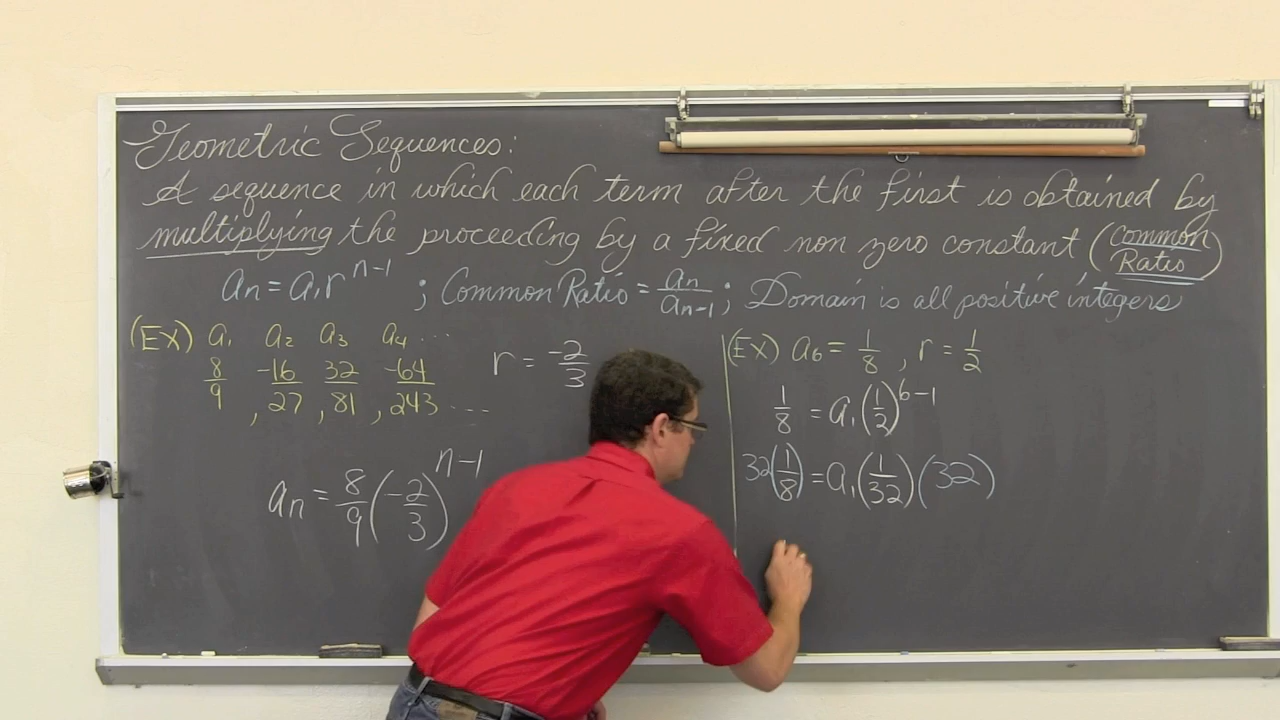 Geometric Sequences:
A sequence in which each term after the first is obtained by
multiplying the proceeding by a fixed non zero constant (Common
Ratio)
aₙ = a₁rⁿ⁻¹ ; Common Ratio = aₙ/aₙ₋₁ ; Domain is all positive integers
(EX) a₁ a₂ a₃ a₄ ...
8/9, -16/27, 32/81, -64/243 ... r = -2/3
aₙ = 8/9(-2/3)ⁿ⁻¹
(EX) a₆ = 1/8, r = 1/2
1/8 = a₁(1/2)⁶⁻¹
32(1/8) = a₁(1/32)(32)